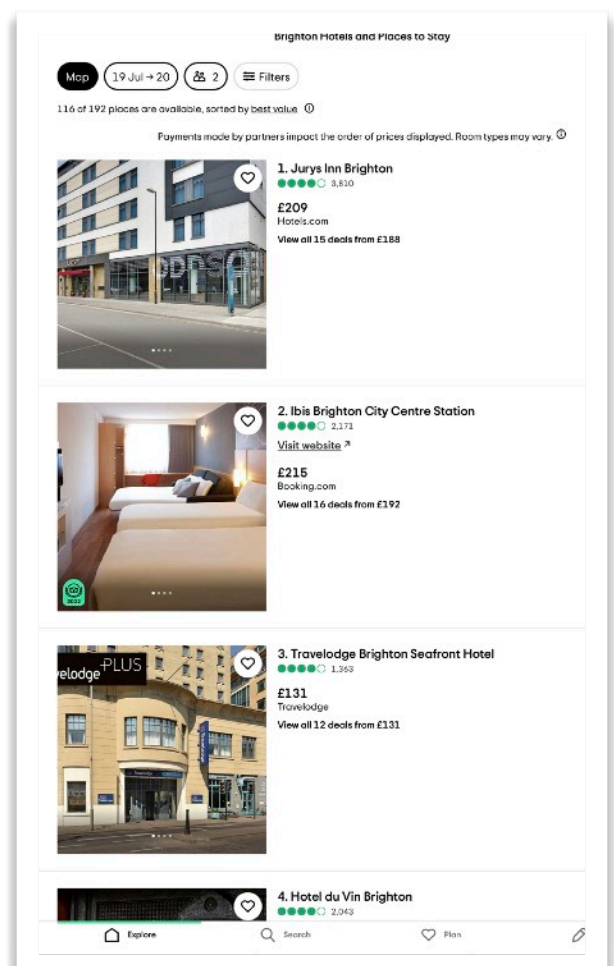 Brighton Hotels and Places to Stay
Map
19 Jul → 20
2
Filters
116 of 192 places are available, sorted by best value
Payments made by partners impact the order of prices displayed. Room types may vary.
1. Jurys Inn Brighton
3,810
£209
Hotels.com
View all 15 deals from £188
2. Ibis Brighton City Centre Station
2,171
Visit website
£215
Booking.com
View all 16 deals from £192
2022
3. Travelodge Brighton Seafront Hotel
1,363
velodge PLUS
£131
Travelodge
View all 12 deals from £131
4. Hotel du Vin Brighton
2,043
Explore
Search
Plan